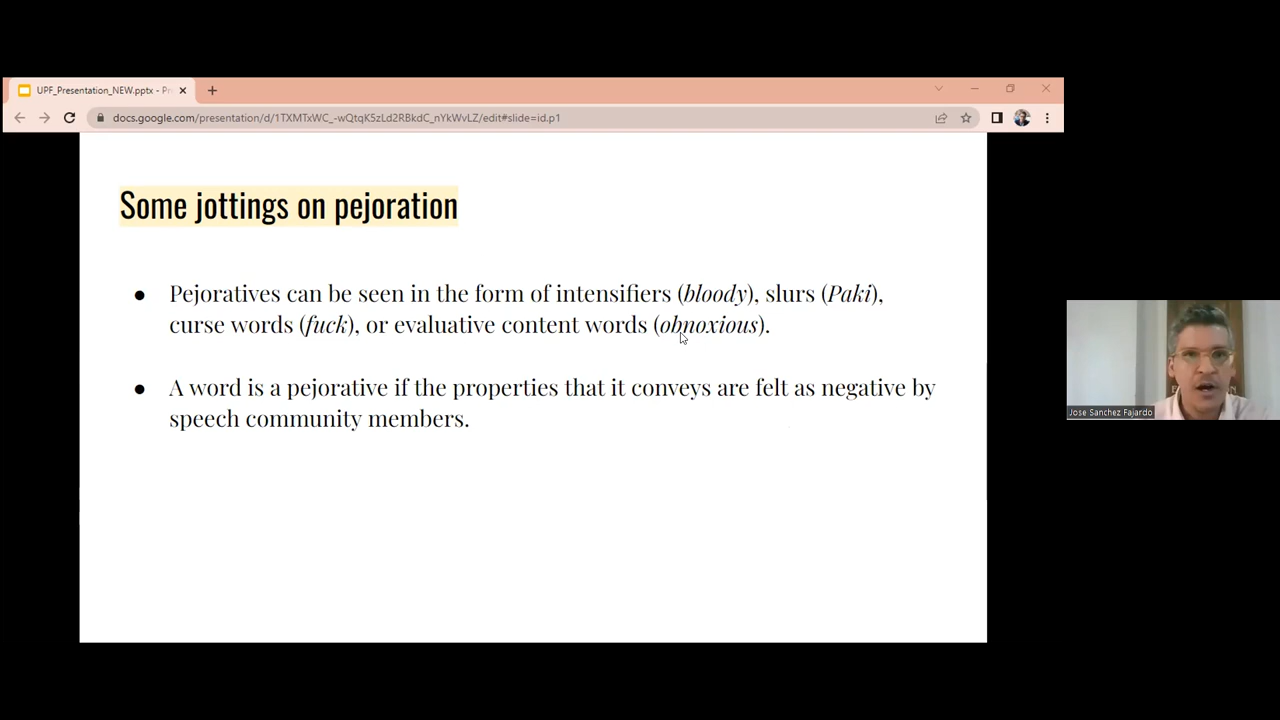 UPF_Presentation_NEW.pptx - Pr
docs.google.com/presentation/d/1TXMTxWC_-wQtqK5zLd2RBkdC_nYkWvLZ/edit#slide=id.p1
Some jottings on pejoration
● Pejoratives can be seen in the form of intensifiers (bloody), slurs (Paki),
curse words (fuck), or evaluative content words (obnoxious).
● A word is a pejorative if the properties that it conveys are felt as negative by
speech community members.
Jose Sanchez Fajardo